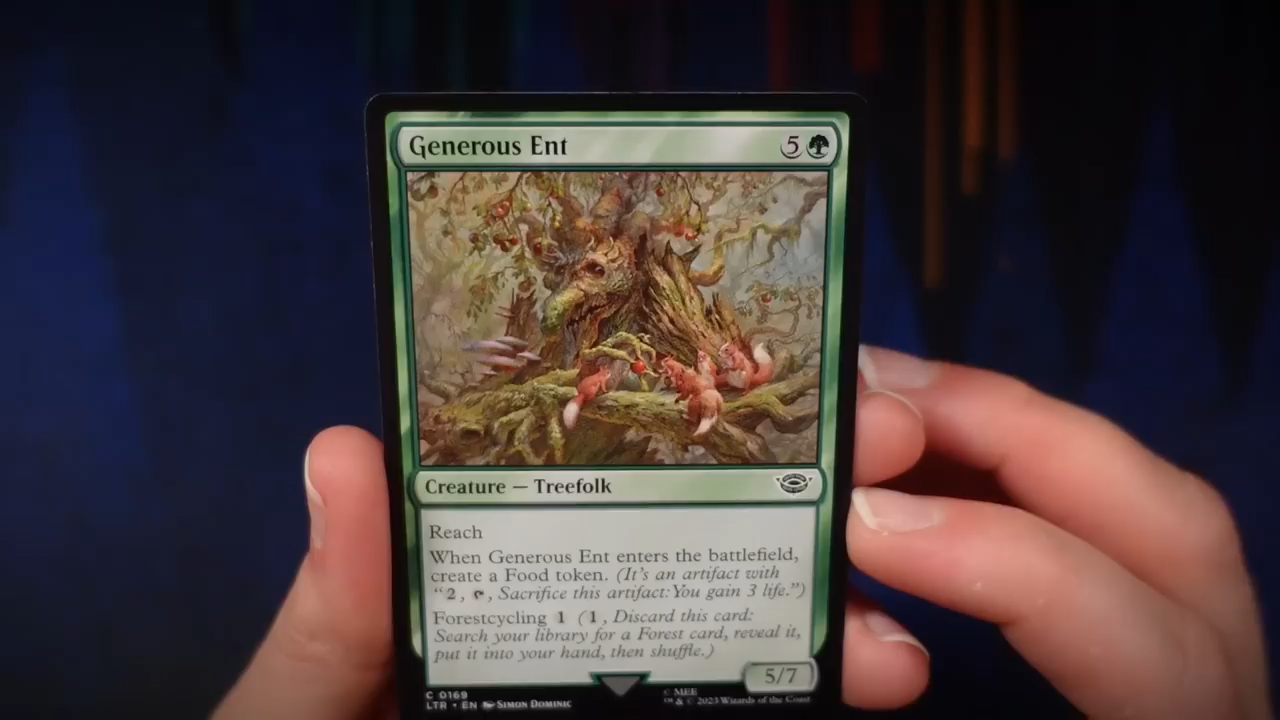 Generous Ent 5
Creature — Treefolk
Reach
When Generous Ent enters the battlefield,
create a Food token. (It's an artifact with
"2, , Sacrifice this artifact: You gain 3 life.")
Forestcycling 1 (1, Discard this card:
Search your library for a Forest card, reveal it,
put it into your hand, then shuffle.)
5/7
C 0169
LTR • EN Simon Dominic
© MEE
™ & © 2023 Wizards of the Coast